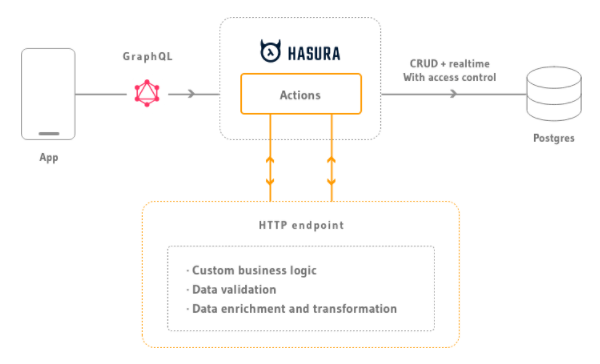 GraphQL
HASURA
Actions
CRUD + realtime
With access control
App
Postgres
HTTP endpoint
· Custom business logic
· Data validation
· Data enrichment and transformation